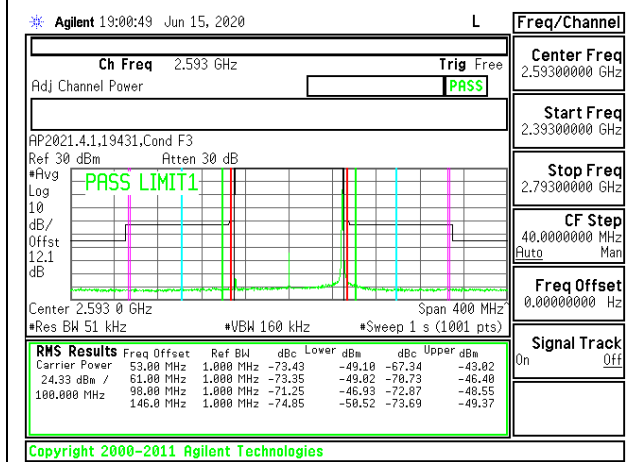 Agilent 19:00:49 Jun 15, 2020 L
Freq/Channel
Ch Freq 2.593 GHz Trig Free
Adj Channel Power PASS
Center Freq
2.59300000 GHz
Start Freq
2.39300000 GHz
Stop Freq
2.79300000 GHz
CF Step
40.0000000 MHz
Auto Man
Freq Offset
0.00000000 Hz
Signal Track
On Off
AP2021.4.1,19431,Cond F3
Ref 30 dBm Atten 30 dB
#Avg
Log
10
dB/
Offst
12.1
dB
PASS LIMIT1
Center 2.593 0 GHz Span 400 MHz^
#Res BW 51 kHz #VBW 160 kHz #Sweep 1 s (1001 pts)
RMS Results Freq Offset Ref BW dBc Lower dBm dBc Upper dBm
Carrier Power 53.00 MHz 1.000 MHz -73.43 -49.10 -67.34 -43.02
24.33 dBm / 61.00 MHz 1.000 MHz -73.35 -49.02 -70.73 -46.40
100.000 MHz 98.00 MHz 1.000 MHz -71.25 -46.93 -72.87 -48.55
146.0 MHz 1.000 MHz -74.85 -50.52 -73.69 -49.37
Copyright 2000-2011 Agilent Technologies